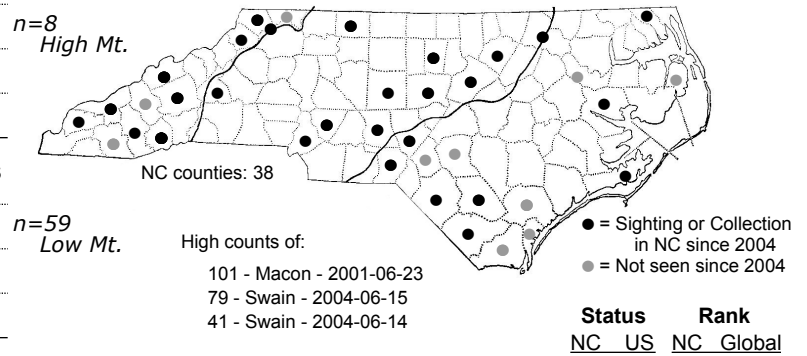 n=8
High Mt.
NC counties: 38
n=59
Low Mt.
High counts of:
101 - Macon - 2001-06-23
79 - Swain - 2004-06-15
41 - Swain - 2004-06-14
= Sighting or Collection
in NC since 2004
= Not seen since 2004
Status Rank
NC US NC Global